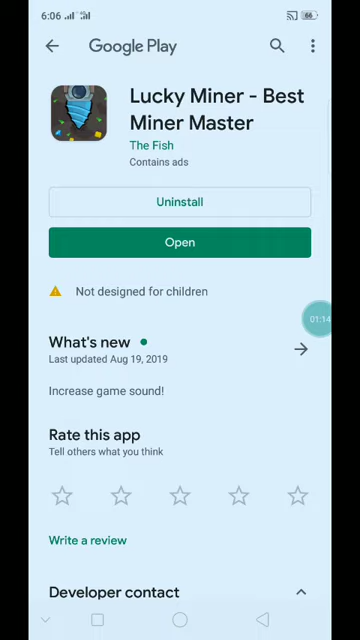 6:06
66
Google Play
Lucky Miner - Best
Miner Master
The Fish
Contains ads
Uninstall
Open
Not designed for children
01:14
What's new
Last updated Aug 19, 2019
Increase game sound!
Rate this app
Tell others what you think
Write a review
Developer contact